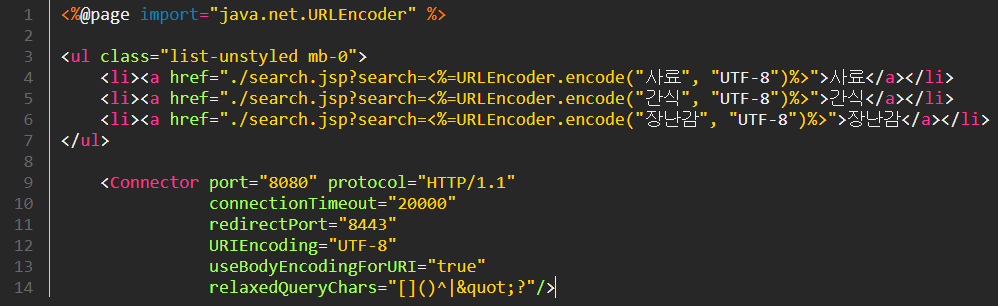 1 <%@page import="java.net.URLEncoder" %>
2
3 <ul class="list-unstyled mb-0">
4     <li><a href="./search.jsp?search=<%=URLEncoder.encode("사료", "UTF-8")%>">사료</a></li>
5     <li><a href="./search.jsp?search=<%=URLEncoder.encode("간식", "UTF-8")%>">간식</a></li>
6     <li><a href="./search.jsp?search=<%=URLEncoder.encode("장난감", "UTF-8")%>">장난감</a></li>
7 </ul>
8
9     <Connector port="8080" protocol="HTTP/1.1"
10                connectionTimeout="20000"
11                redirectPort="8443"
12                URIEncoding="UTF-8"
13                useBodyEncodingForURI="true"
14                relaxedQueryChars="[]()^|&quot;?"/>